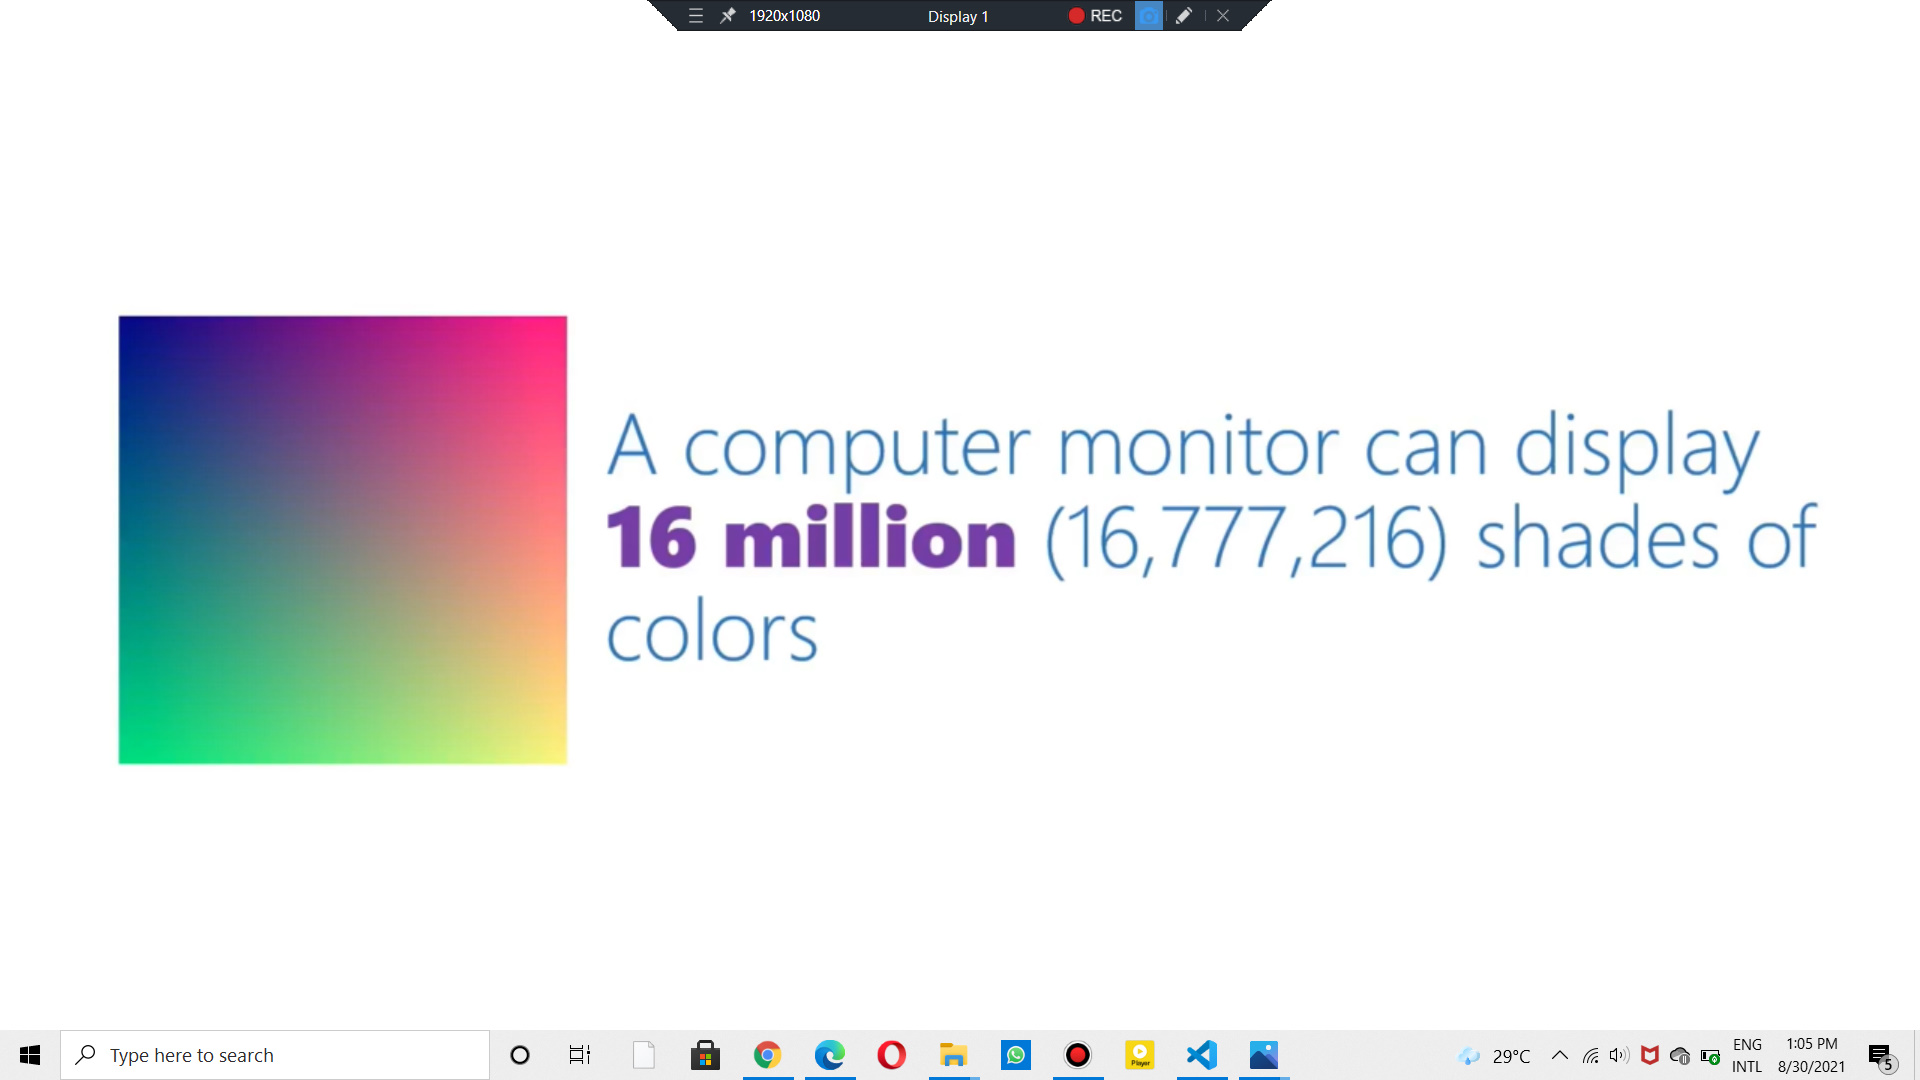 1920x1080 Display 1 REC
A computer monitor can display
16 million (16,777,216) shades of
colors
Type here to search
Player
29°C
ENG
INTL
1:05 PM
8/30/2021
5